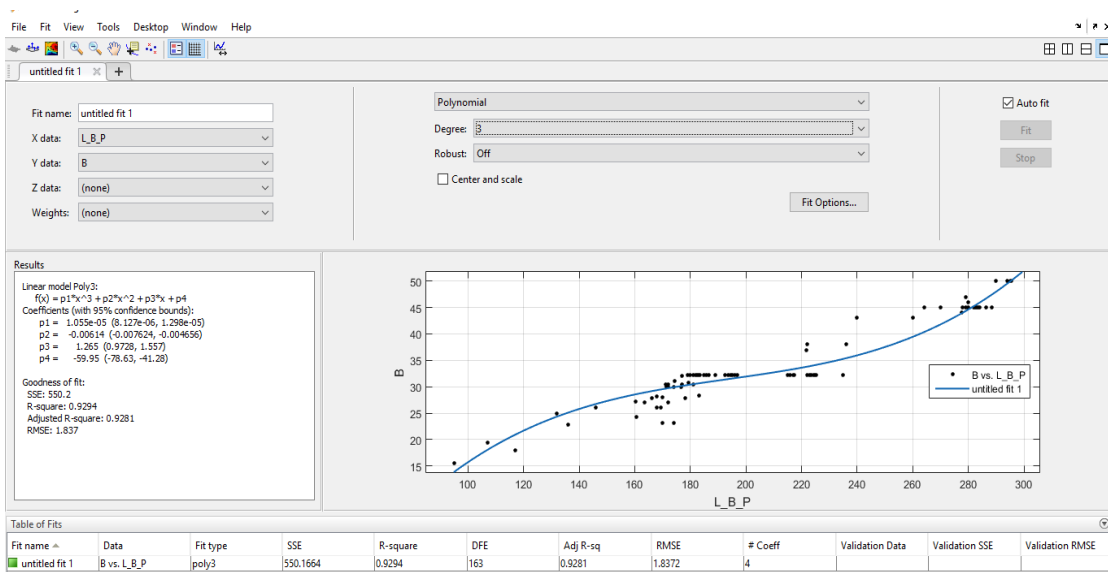 File Fit View Tools Desktop Window Help
untitled fit 1
Fit name: untitled fit 1
X data: L_B_P
Y data: B
Z data: (none)
Weights: (none)
Polynomial
Degree: 3
Robust: Off
Center and scale
Fit Options...
Auto fit
Fit
Stop
Results
Linear model Poly3:
f(x) = p1*x^3 + p2*x^2 + p3*x + p4
Coefficients (with 95% confidence bounds):
p1 = 1.055e-05 (8.127e-06, 1.298e-05)
p2 = -0.00614 (-0.007624, -0.004656)
p3 = 1.265 (0.9728, 1.557)
p4 = -59.95 (-78.63, -41.28)
Goodness of fit:
SSE: 550.2
R-square: 0.9294
Adjusted R-square: 0.9281
RMSE: 1.837
50
45
40
35
30
25
20
15
B
100 120 140 160 180 200 220 240 260 280 300
L_B_P
B vs. L_B_P
untitled fit 1
Table of Fits
Fit name Data Fit type SSE R-square DFE Adj R-sq RMSE # Coeff Validation Data Validation SSE Validation RMSE
untitled fit 1 B vs. L_B_P poly3 550.1664 0.9294 163 0.9281 1.8372 4